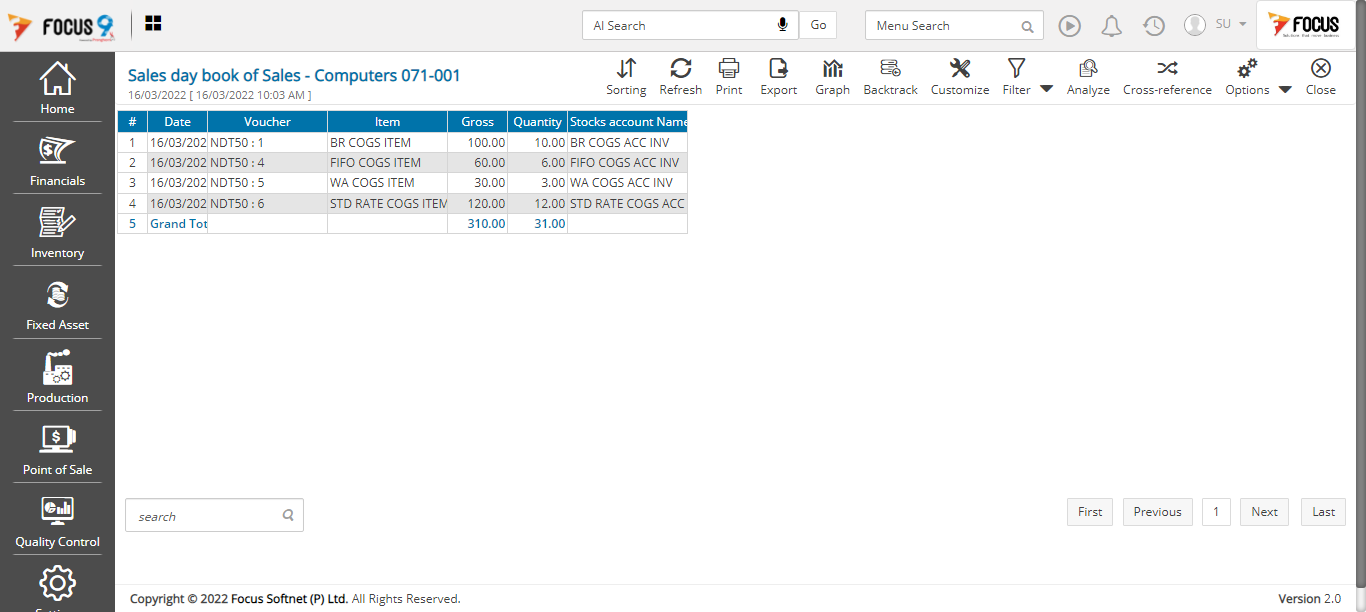 FOCUS 9
AI Search
Go
Menu Search
SU
FOCUS
Home
Financials
Inventory
Fixed Asset
Production
Point of Sale
Quality Control
Sales day book of Sales - Computers 071-001
16/03/2022 [ 16/03/2022 10:03 AM ]
Sorting Refresh Print Export Graph Backtrack Customize Filter Analyze Cross-reference Options Close
# Date Voucher Item Gross Quantity Stocks account Name
1 16/03/202 NDT50 : 1 BR COGS ITEM 100.00 10.00 BR COGS ACC INV
2 16/03/202 NDT50 : 4 FIFO COGS ITEM 60.00 6.00 FIFO COGS ACC INV
3 16/03/202 NDT50 : 5 WA COGS ITEM 30.00 3.00 WA COGS ACC INV
4 16/03/202 NDT50 : 6 STD RATE COGS ITEM 120.00 12.00 STD RATE COGS ACC
5 Grand Tot 310.00 31.00
search
First Previous 1 Next Last
Copyright © 2022 Focus Softnet (P) Ltd. All Rights Reserved.
Version 2.0